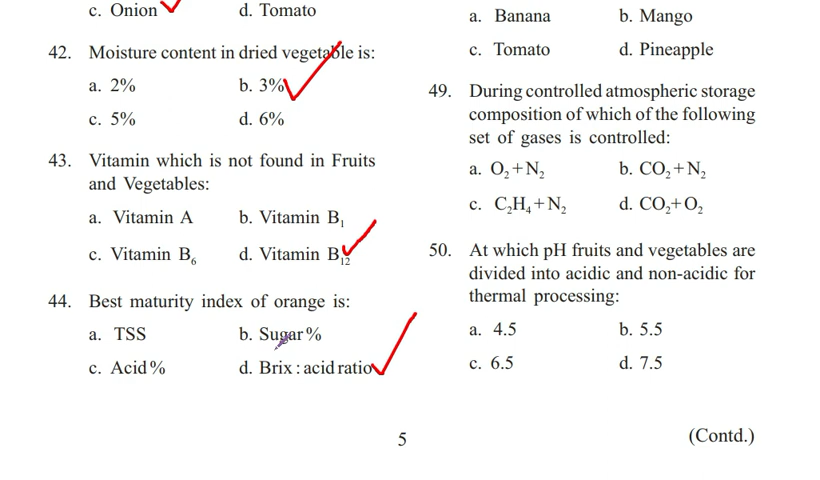 c. Onion d. Tomato
42. Moisture content in dried vegetable is:
a. 2% b. 3%
c. 5% d. 6%
43. Vitamin which is not found in Fruits
and Vegetables:
a. Vitamin A b. Vitamin B₁
c. Vitamin B₆ d. Vitamin B₁₂
44. Best maturity index of orange is:
a. TSS b. Sugar%
c. Acid% d. Brix : acid ratio
a. Banana b. Mango
c. Tomato d. Pineapple
49. During controlled atmospheric storage
composition of which of the following
set of gases is controlled:
a. O₂+N₂ b. CO₂+N₂
c. C₂H₄+N₂ d. CO₂+O₂
50. At which pH fruits and vegetables are
divided into acidic and non-acidic for
thermal processing:
a. 4.5 b. 5.5
c. 6.5 d. 7.5
5 (Contd.)